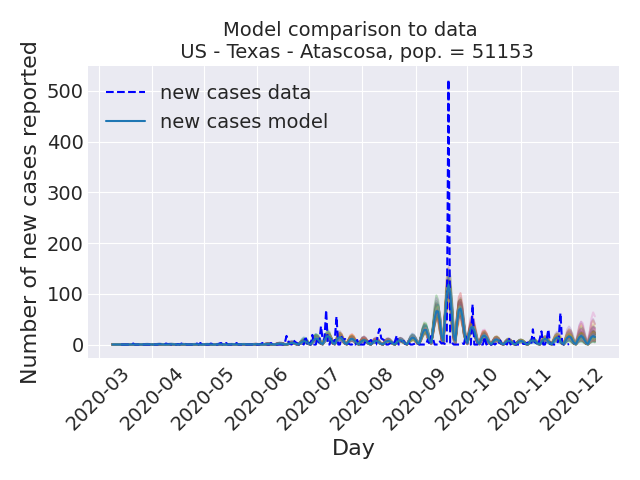 Model comparison to data
US - Texas - Atascosa, pop. = 51153
Number of new cases reported
500
400
300
200
100
0
new cases data
new cases model
2020-03
2020-04
2020-05
2020-06
2020-07
2020-08
2020-09
2020-10
2020-11
2020-12
Day